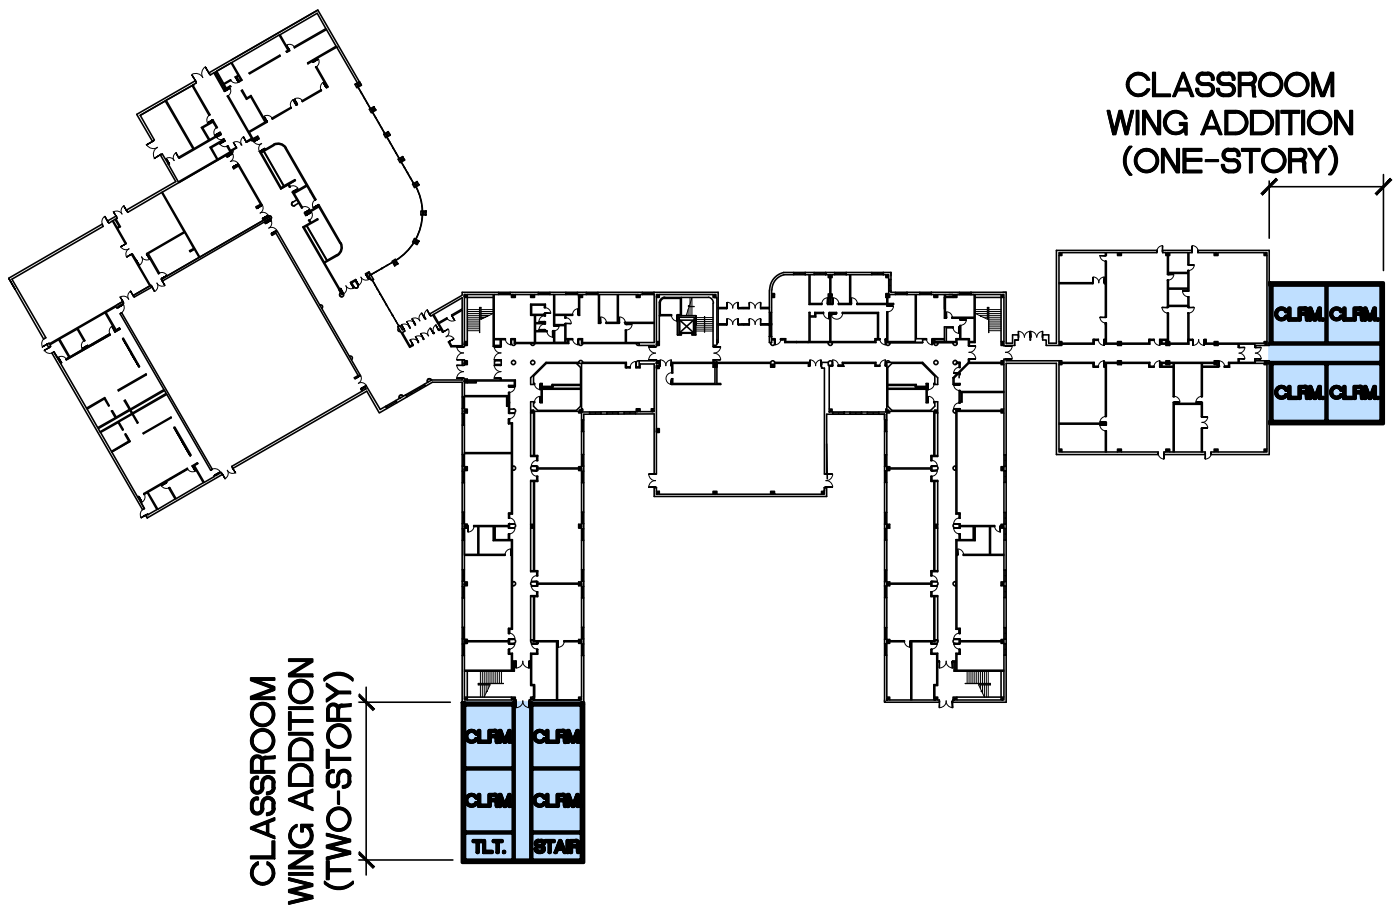 CLASSROOM
WING ADDITION
(ONE-STORY)
CLRM. CLRM.
CLRM. CLRM.
CLASSROOM
WING ADDITION
(TWO-STORY)
CLRM. CLRM.
CLRM. CLRM.
TLT. STAIR